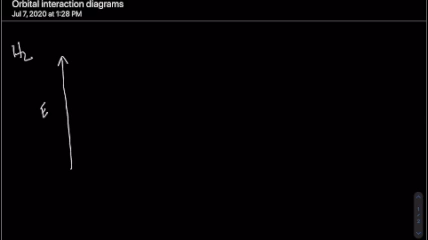 Orbital interaction diagrams
Jul 7, 2020 at 1:28 PM
H₂
E